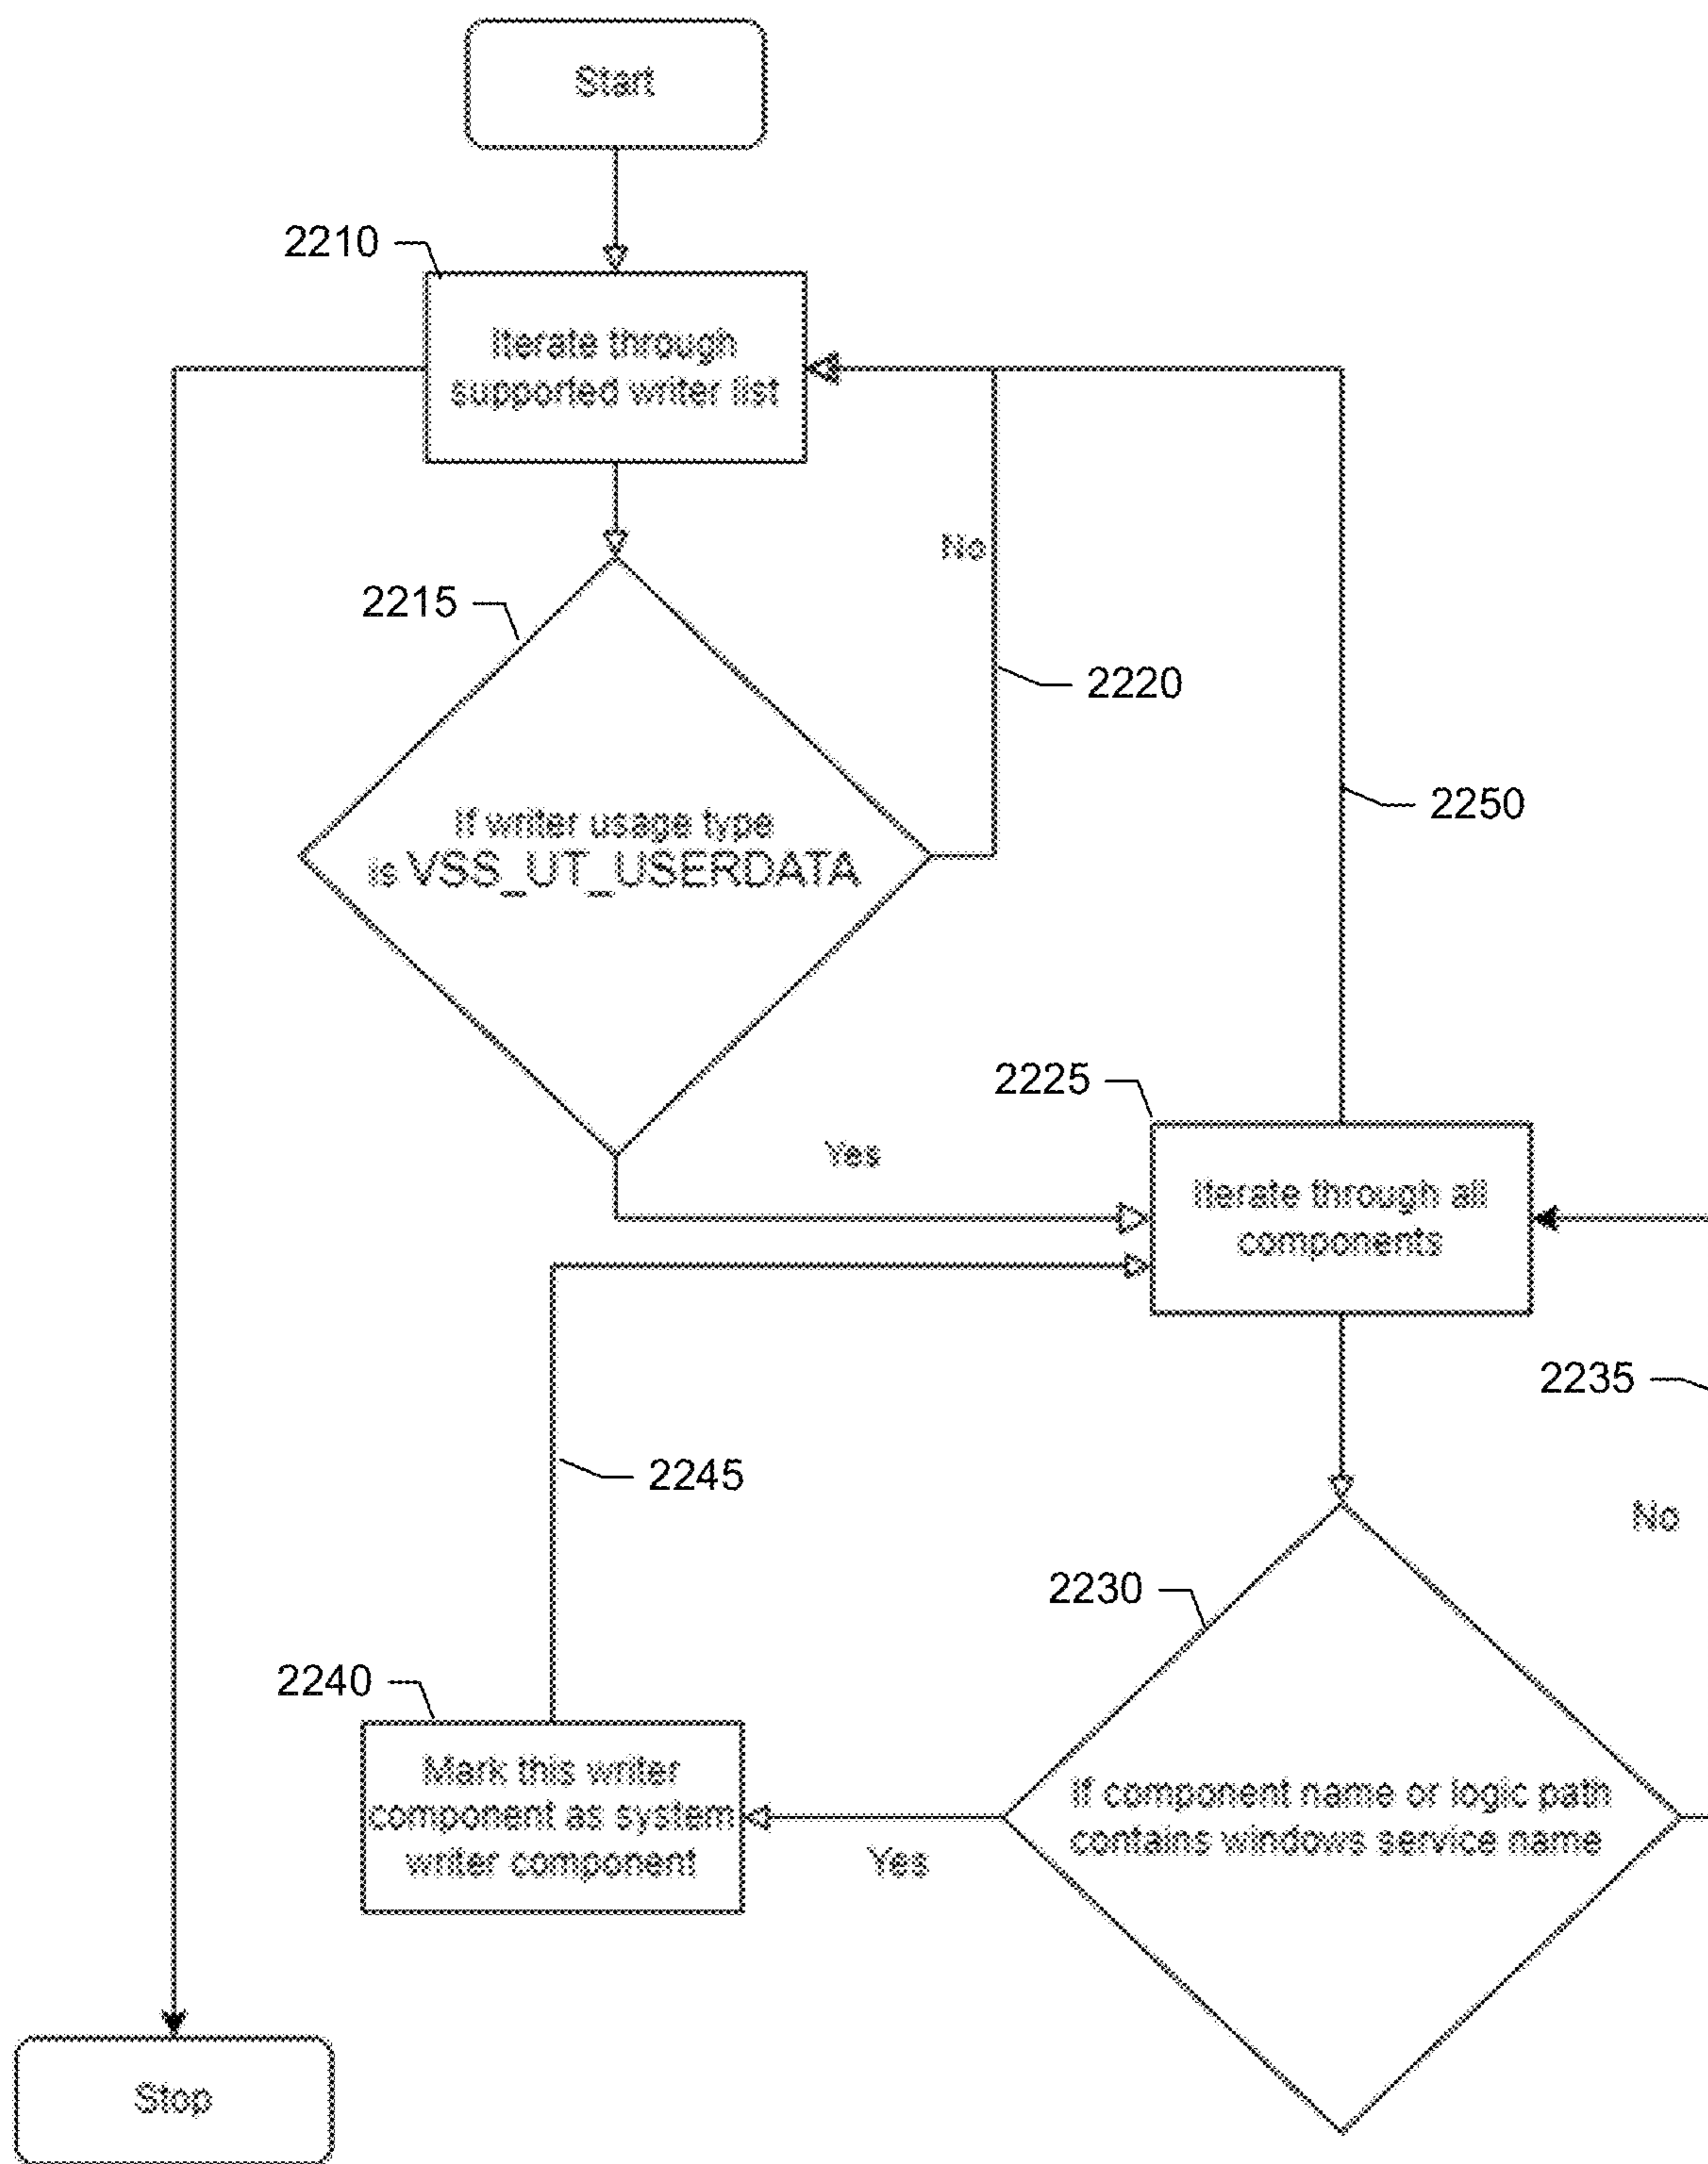 Start
2210
Iterate through
supported writer list
No
2215
2220
If writer usage type
is VSS_UT_USERDATA
2250
2225
Yes
Iterate through all
components
2235
2245
No
2230
2240
Mark this writer
component as system
writer component
If component name or logic path
contains windows service name
Yes
Stop